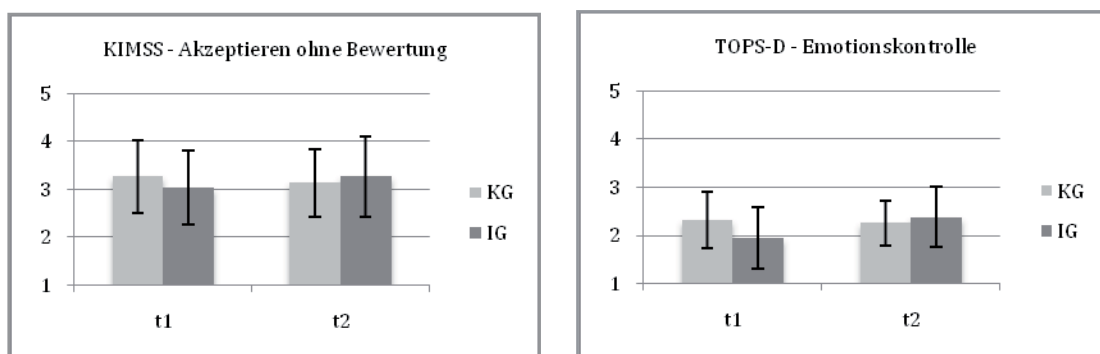 KIMSS - Akzeptieren ohne Bewertung
5
4
3
2
1
t1
t2
KG
IG
TOPS-D - Emotionskontrolle
5
4
3
2
1
t1
t2
KG
IG